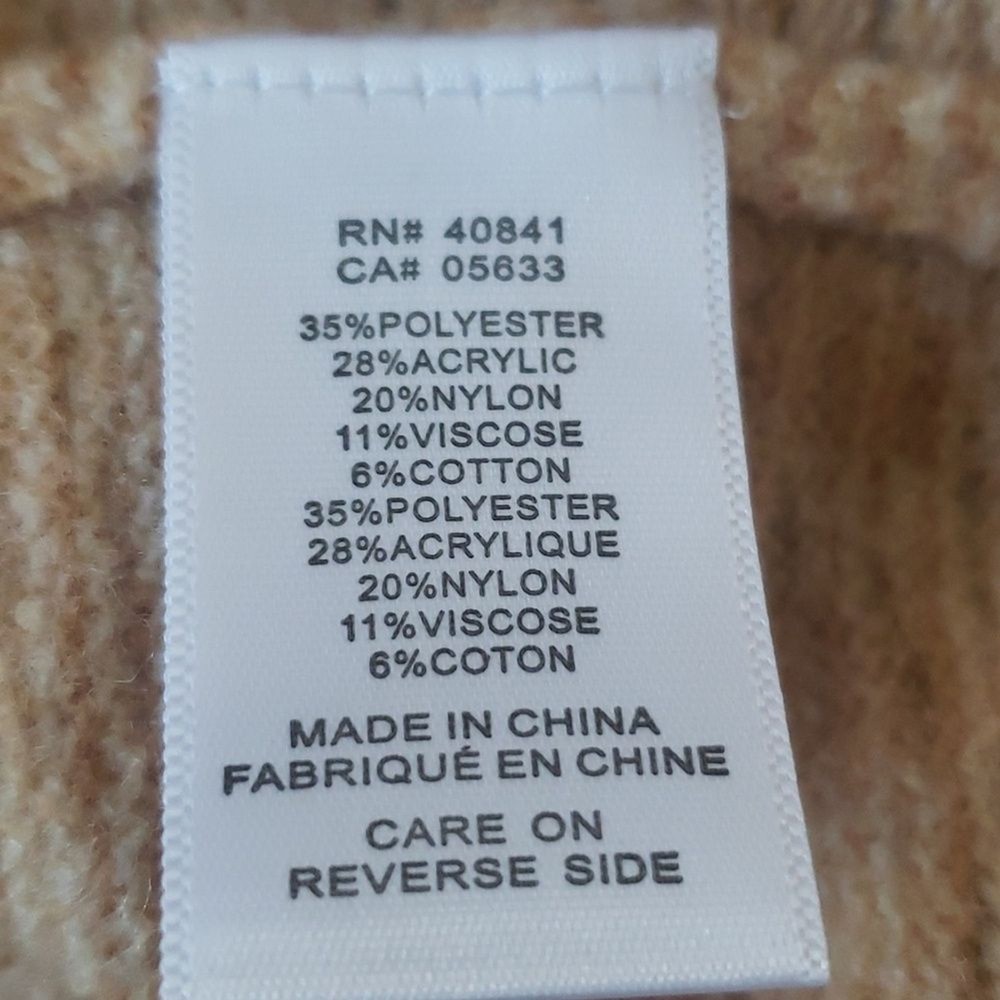 RN# 40841
CA# 05633
35%POLYESTER
28%ACRYLIC
20%NYLON
11%VISCOSE
6%COTTON
35%POLYESTER
28%ACRYLIQUE
20%NYLON
11%VISCOSE
6%COTON
MADE IN CHINA
FABRIQUÉ EN CHINE
CARE ON
REVERSE SIDE